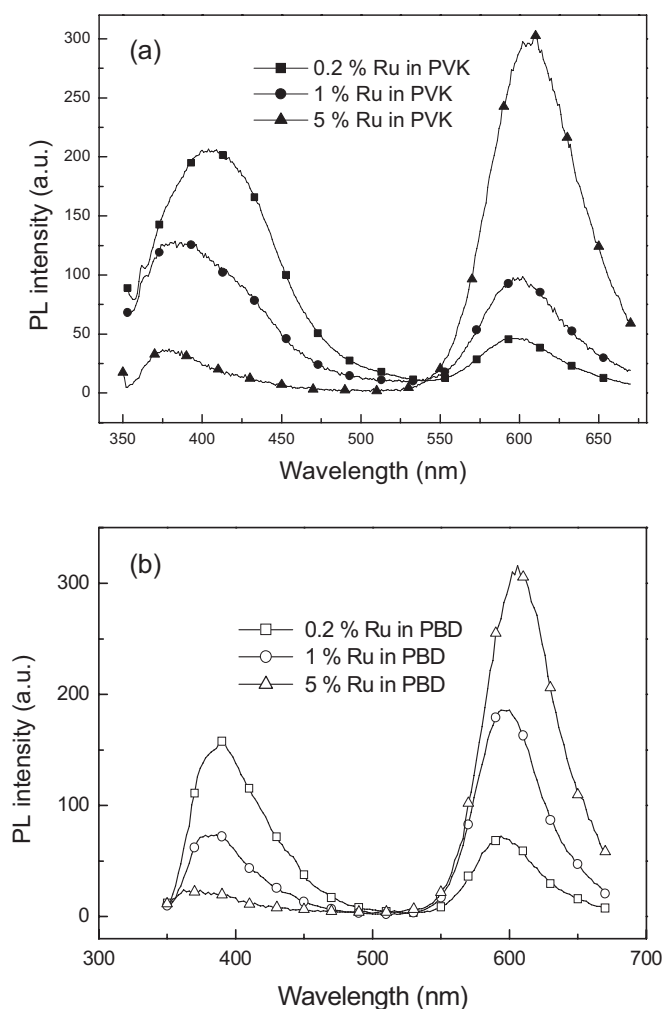 (a)
0.2 % Ru in PVK
1 % Ru in PVK
5 % Ru in PVK
PL intensity (a.u.)
300
250
200
150
100
50
0
350 400 450 500 550 600 650
Wavelength (nm)
(b)
0.2 % Ru in PBD
1 % Ru in PBD
5 % Ru in PBD
PL intensity (a.u.)
300
200
100
0
300 400 500 600 700
Wavelength (nm)